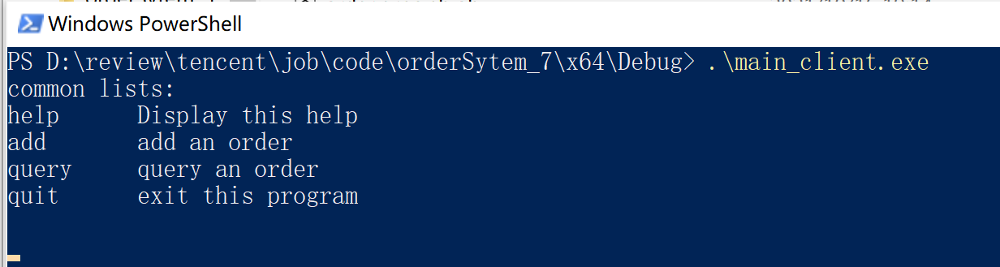 Windows PowerShell
PS D:\review\tencent\job\code\orderSytem_7\x64\Debug> .\main_client.exe
common lists:
help      Display this help
add       add an order
query     query an order
quit      exit this program